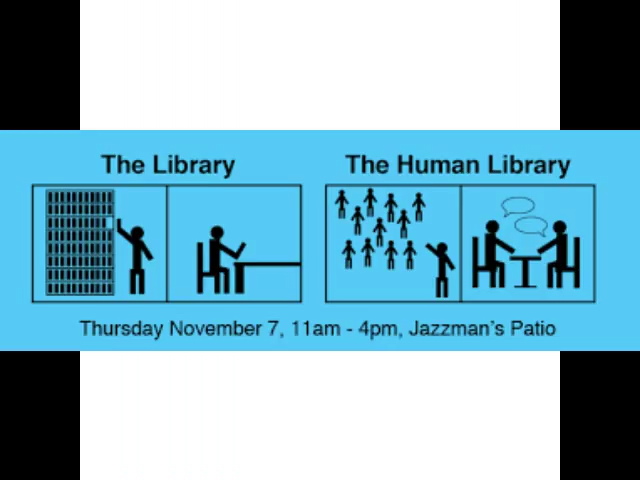 The Library
The Human Library
Thursday November 7, 11am - 4pm, Jazzman's Patio